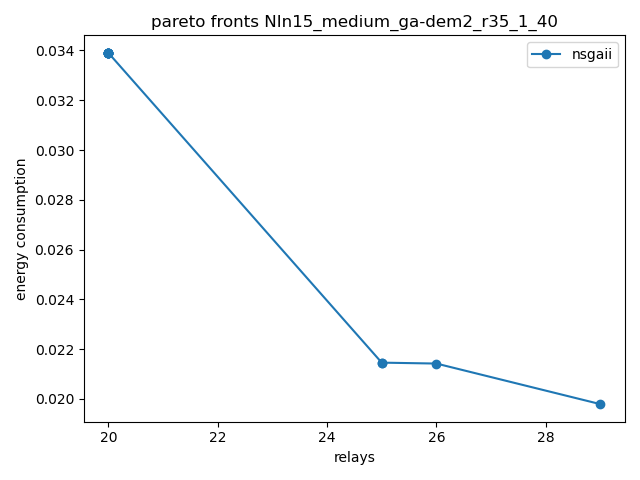 pareto fronts NIn15_medium_ga-dem2_r35_1_40
nsgaii
0.034
0.032
0.030
0.028
0.026
0.024
0.022
0.020
energy consumption
20 22 24 26 28
relays